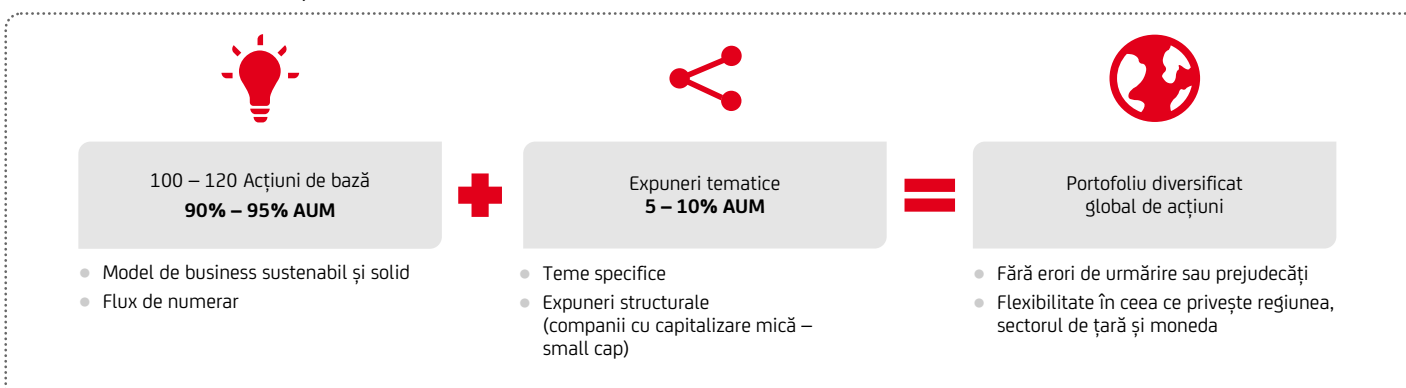 100 – 120 Acțiuni de bază
90% – 95% AUM
Model de business sustenabil și solid
Flux de numerar
Expuneri tematice
5 – 10% AUM
Teme specifice
Expuneri structurale
(companii cu capitalizare mică –
small cap)
Portofoliu diversificat
global de acțiuni
Fără erori de urmărire sau prejudecăți
Flexibilitate în ceea ce privește regiunea,
sectorul de țară și moneda